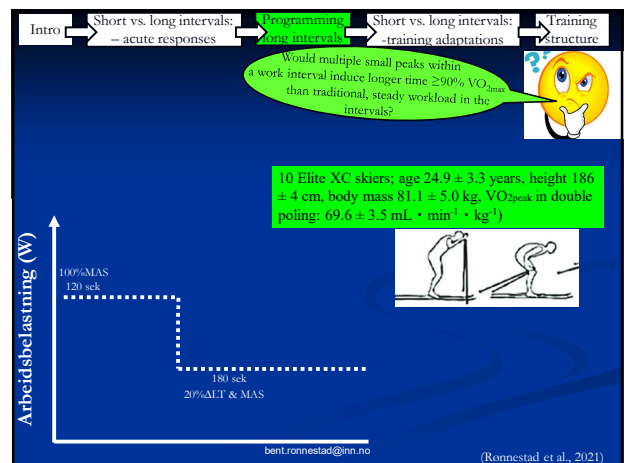 Intro
Short vs. long intervals:
– acute responses
Programming
long intervals
Short vs. long intervals:
-training adaptations
Training
structure
Would multiple small peaks within
a work interval induce longer time ≥90% VO2max
than traditional, steady workload in the
intervals?
10 Elite XC skiers; age 24.9 ± 3.3 years, height 186
± 4 cm, body mass 81.1 ± 5.0 kg, VO2peak in double
poling: 69.6 ± 3.5 mL · min-1 · kg-1)
Arbeidsbelastning (W)
100%MAS
120 sek
180 sek
20%ΔLT & MAS
bent.ronnestad@inn.no
(Rønnestad et al., 2021)